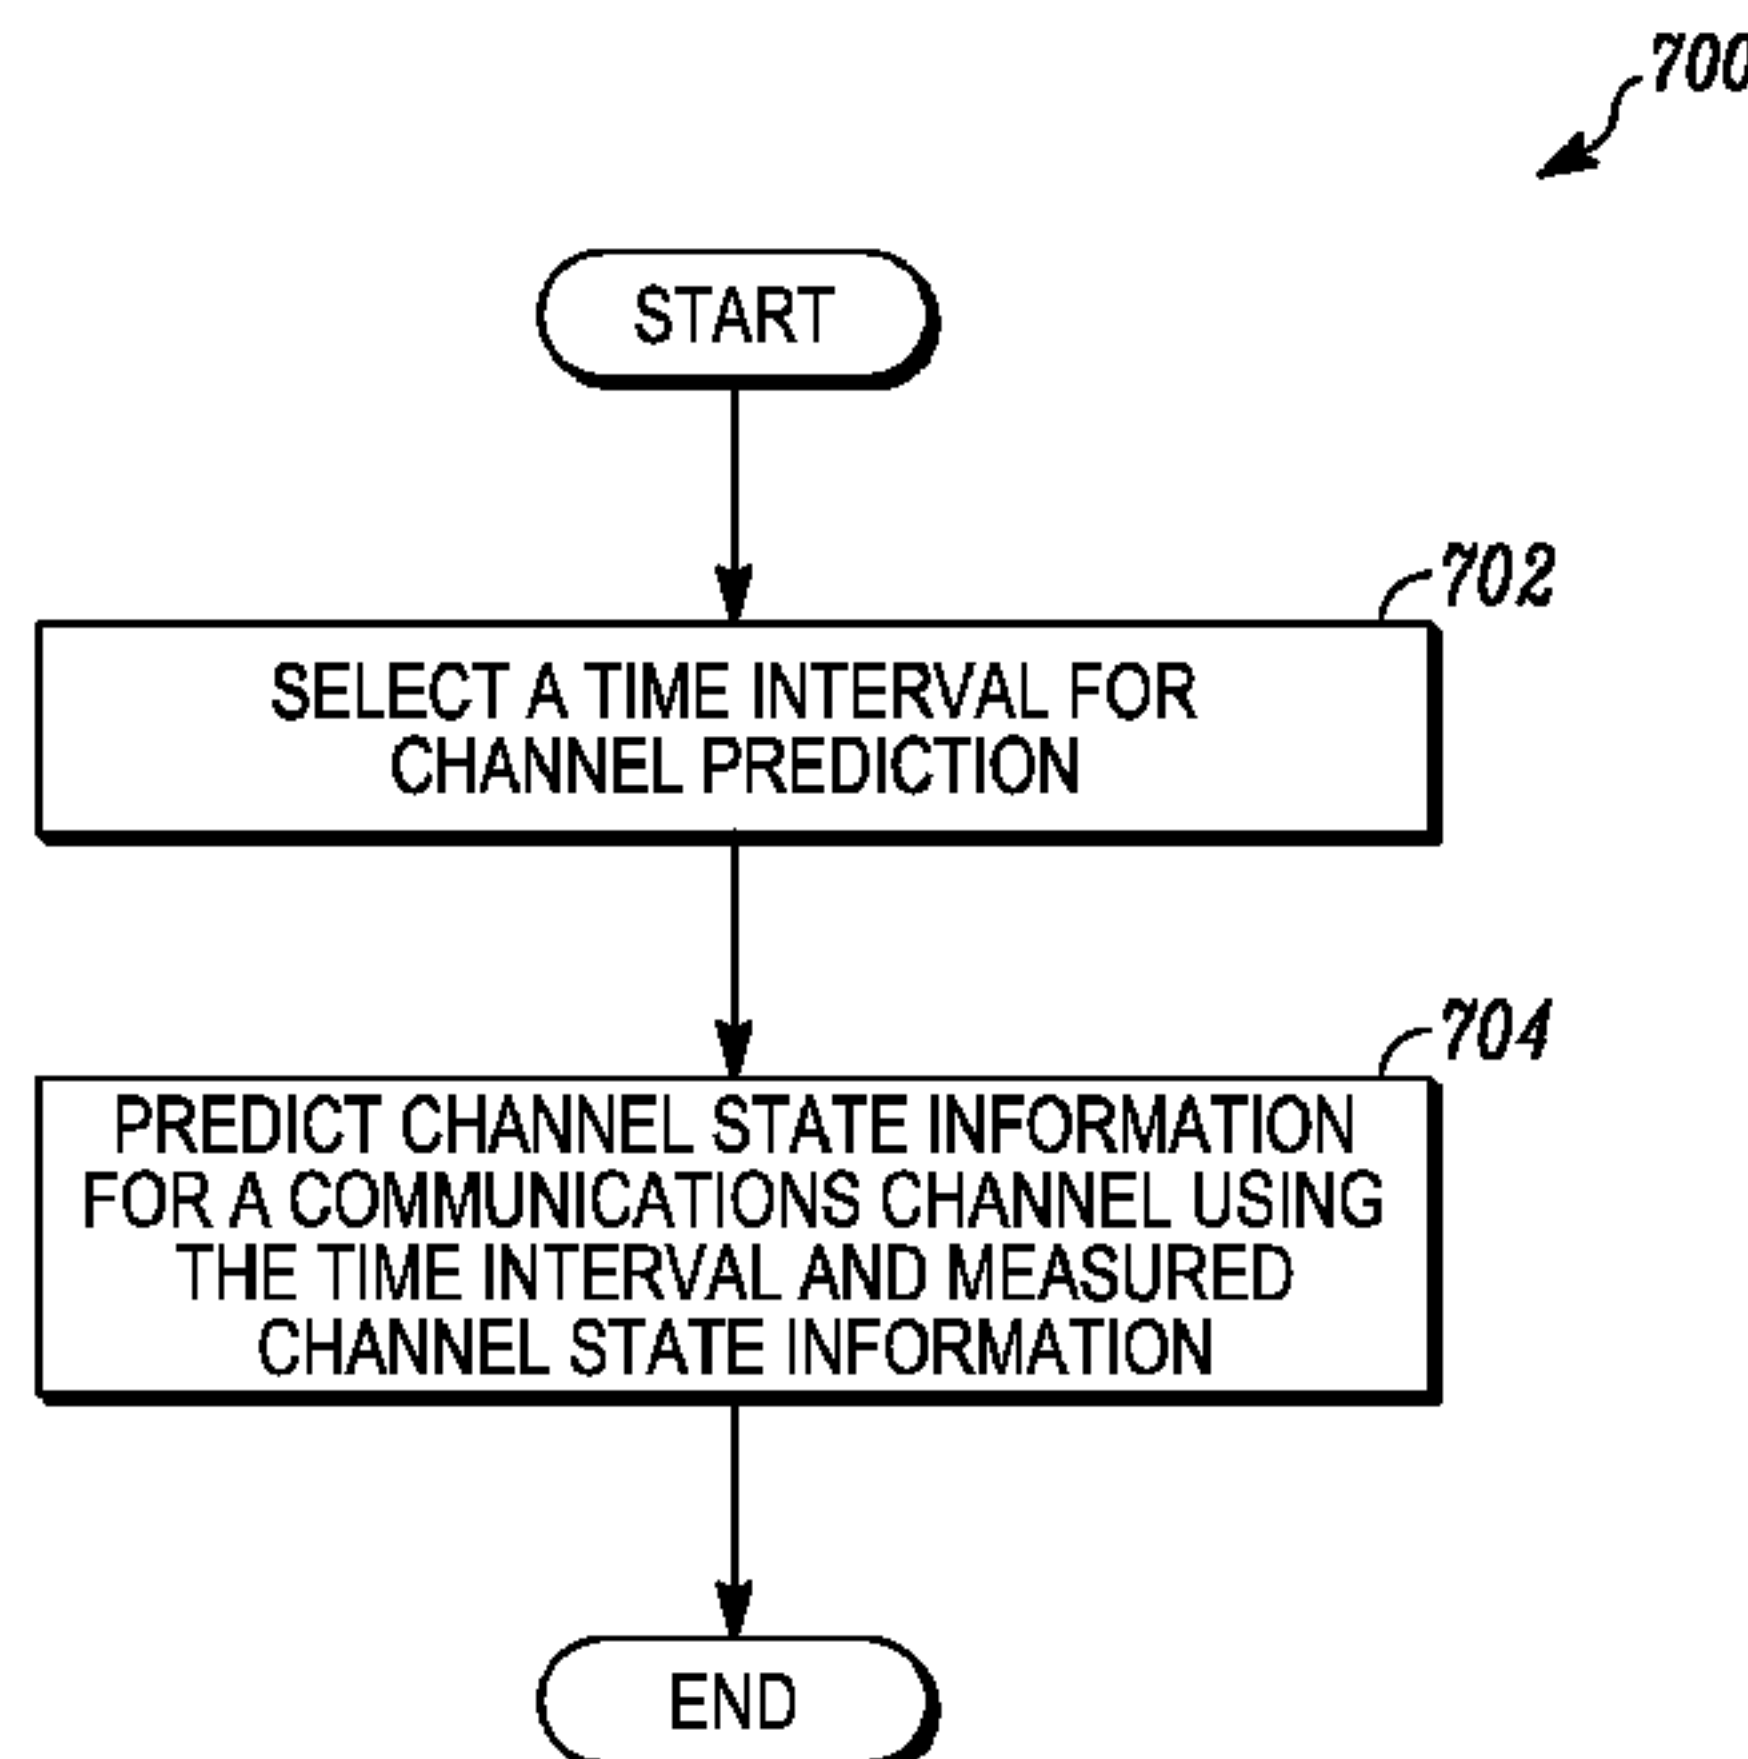 700
START
702
SELECT A TIME INTERVAL FOR
CHANNEL PREDICTION
704
PREDICT CHANNEL STATE INFORMATION
FOR A COMMUNICATIONS CHANNEL USING
THE TIME INTERVAL AND MEASURED
CHANNEL STATE INFORMATION
END